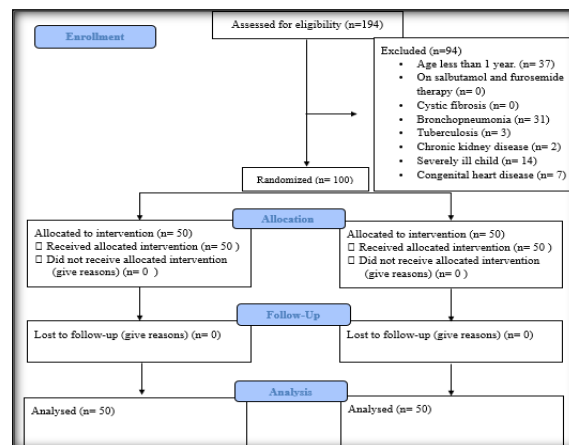 Enrollment
Assessed for eligibility (n=194)
Excluded (n=94)
• Age less than 1 year. (n= 37)
• On salbutamol and furosemide
therapy (n= 0)
• Cystic fibrosis (n= 0)
• Bronchopneumonia (n= 31)
• Tuberculosis (n= 3)
• Chronic kidney disease (n= 2)
• Severely ill child (n= 14)
• Congenital heart disease (n= 7)
Randomized (n= 100)
Allocation
Allocated to intervention (n= 50)
▯ Received allocated intervention (n= 50 )
▯ Did not receive allocated intervention
(give reasons) (n= 0 )
Allocated to intervention (n= 50)
▯ Received allocated intervention (n= 50 )
▯ Did not receive allocated intervention
(give reasons) (n= 0 )
Follow-Up
Lost to follow-up (give reasons) (n= 0)
Lost to follow-up (give reasons) (n= 0)
Analysis
Analysed (n= 50)
Analysed (n= 50)